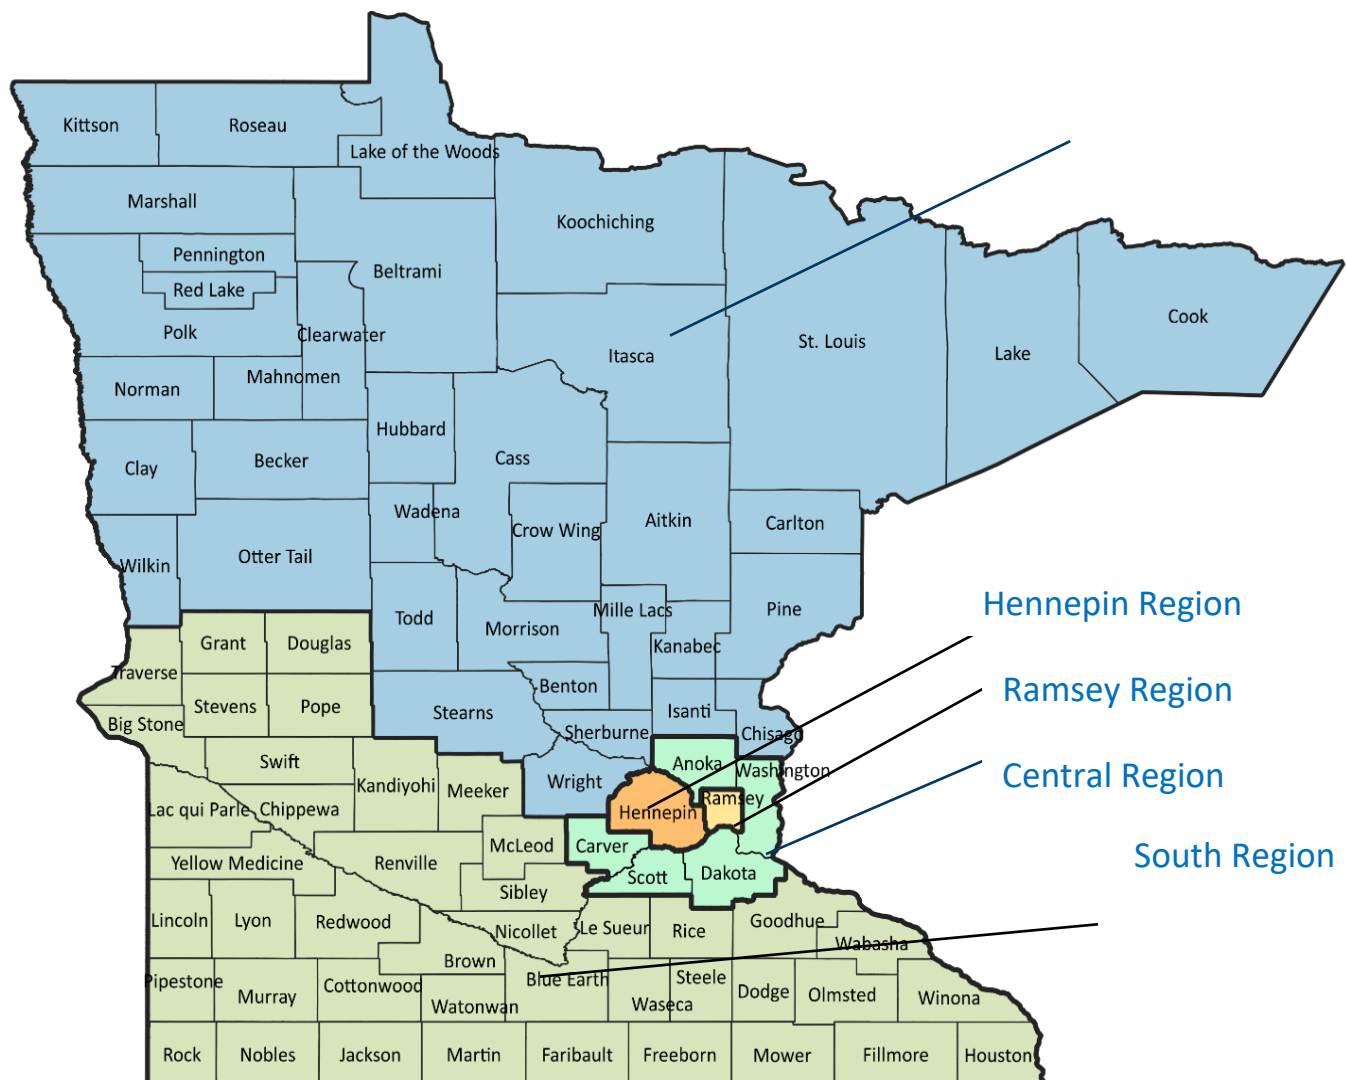 Kittson
Roseau
Lake of the Woods
Marshall
Koochiching
Pennington
Beltrami
Red Lake
Cook
Polk
Clearwater
St. Louis
Lake
Itasca
Mahnomen
Norman
Hubbard
Cass
Becker
Clay
Wadena
Aitkin
Carlton
Crow Wing
Otter Tail
Wilkin
Hennepin Region
Mille Lacs
Pine
Todd
Morrison
Grant
Douglas
Kanabec
Traverse
Benton
Ramsey Region
Stevens
Pope
Stearns
Isanti
Big Stone
Sherburne
Chisago
Swift
Anoka
Washington
Central Region
Kandiyohi
Meeker
Wright
Ramsey
Lac qui Parle
Chippewa
Hennepin
McLeod
Carver
South Region
Yellow Medicine
Renville
Scott
Dakota
Sibley
Lincoln
Lyon
Redwood
Nicollet
Le Sueur
Rice
Goodhue
Wabasha
Brown
Pipestone
Murray
Cottonwood
Watonwan
Blue Earth
Waseca
Steele
Dodge
Olmsted
Winona
Rock
Nobles
Jackson
Martin
Faribault
Freeborn
Mower
Fillmore
Houston